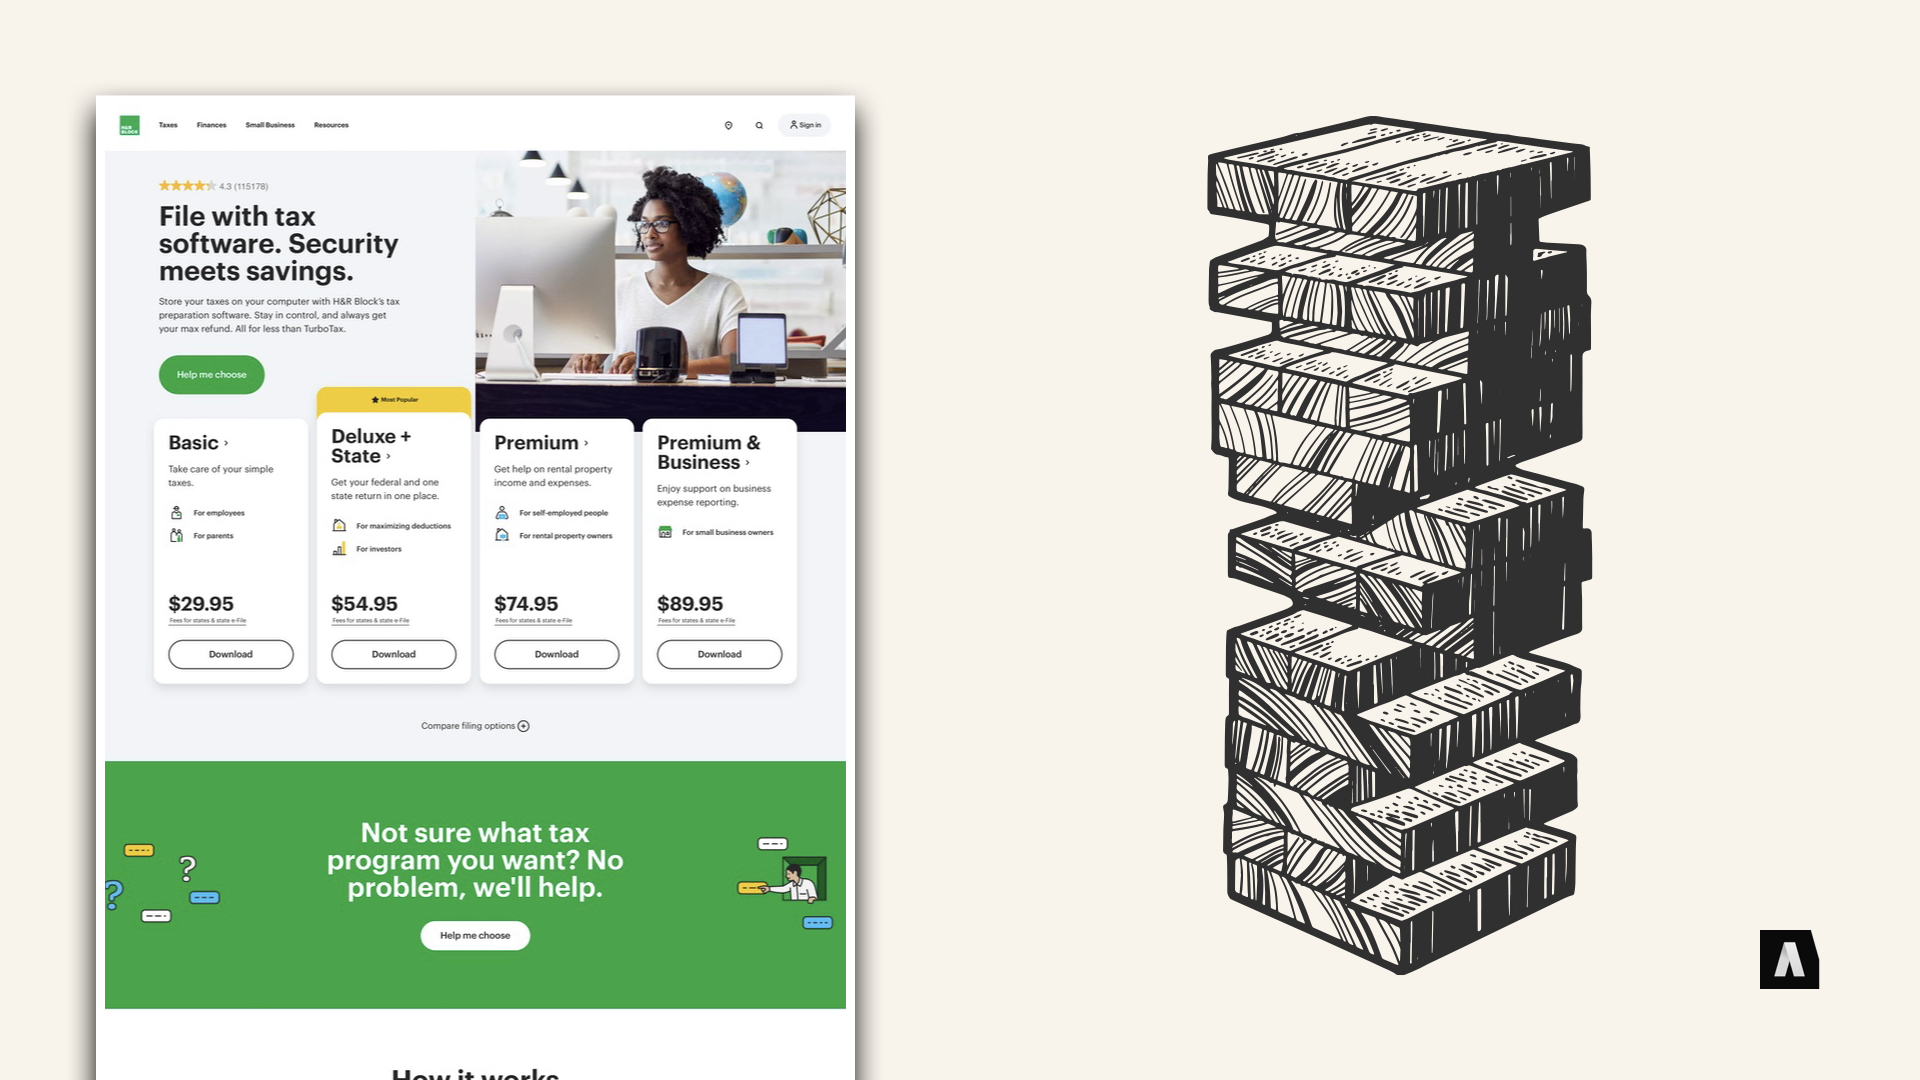 H&R
BLOCK
Taxes
Finances
Small Business
Resources
Sign in
4.3 (115178)
File with tax
software. Security
meets savings.
Store your taxes on your computer with H&R Block's tax
preparation software. Stay in control, and always get
your max refund. All for less than TurboTax.
Help me choose
Basic ›
Take care of your simple
taxes.
For employees
For parents
$29.95
Fees for states & state e-File
Download
Most Popular
Deluxe +
State ›
Get your federal and one
state return in one place.
For maximizing deductions
For investors
$54.95
Fees for states & state e-File
Download
Premium ›
Get help on rental property
income and expenses.
For self-employed people
For rental property owners
$74.95
Fees for states & state e-File
Download
Premium &
Business ›
Enjoy support on business
expense reporting.
For small business owners
$89.95
Fees for states & state e-File
Download
Compare filing options
Not sure what tax
program you want? No
problem, we'll help.
Help me choose
? ?
How it works